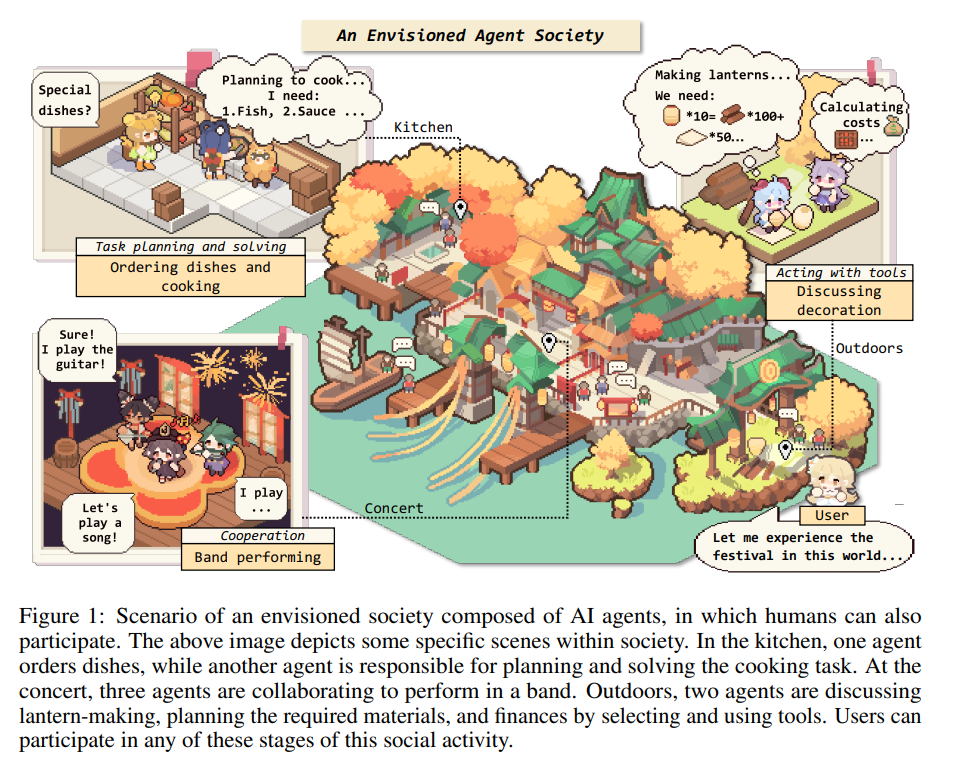 An Envisioned Agent Society
Special
dishes?
Planning to cook...
I need:
1.Fish, 2.Sauce ...
Kitchen
Task planning and solving
Ordering dishes and
cooking
Making lanterns...
We need:
*10= *100+
*50...
Calculating
costs
...
Acting with tools
Discussing
decoration
Outdoors
Sure!
I play the
guitar!
Let's
play a
song!
I play
...
Concert
Cooperation
Band performing
User
Let me experience the
festival in this world...
Figure 1: Scenario of an envisioned society composed of AI agents, in which humans can also
participate. The above image depicts some specific scenes within society. In the kitchen, one agent
orders dishes, while another agent is responsible for planning and solving the cooking task. At the
concert, three agents are collaborating to perform in a band. Outdoors, two agents are discussing
lantern-making, planning the required materials, and finances by selecting and using tools. Users can
participate in any of these stages of this social activity.